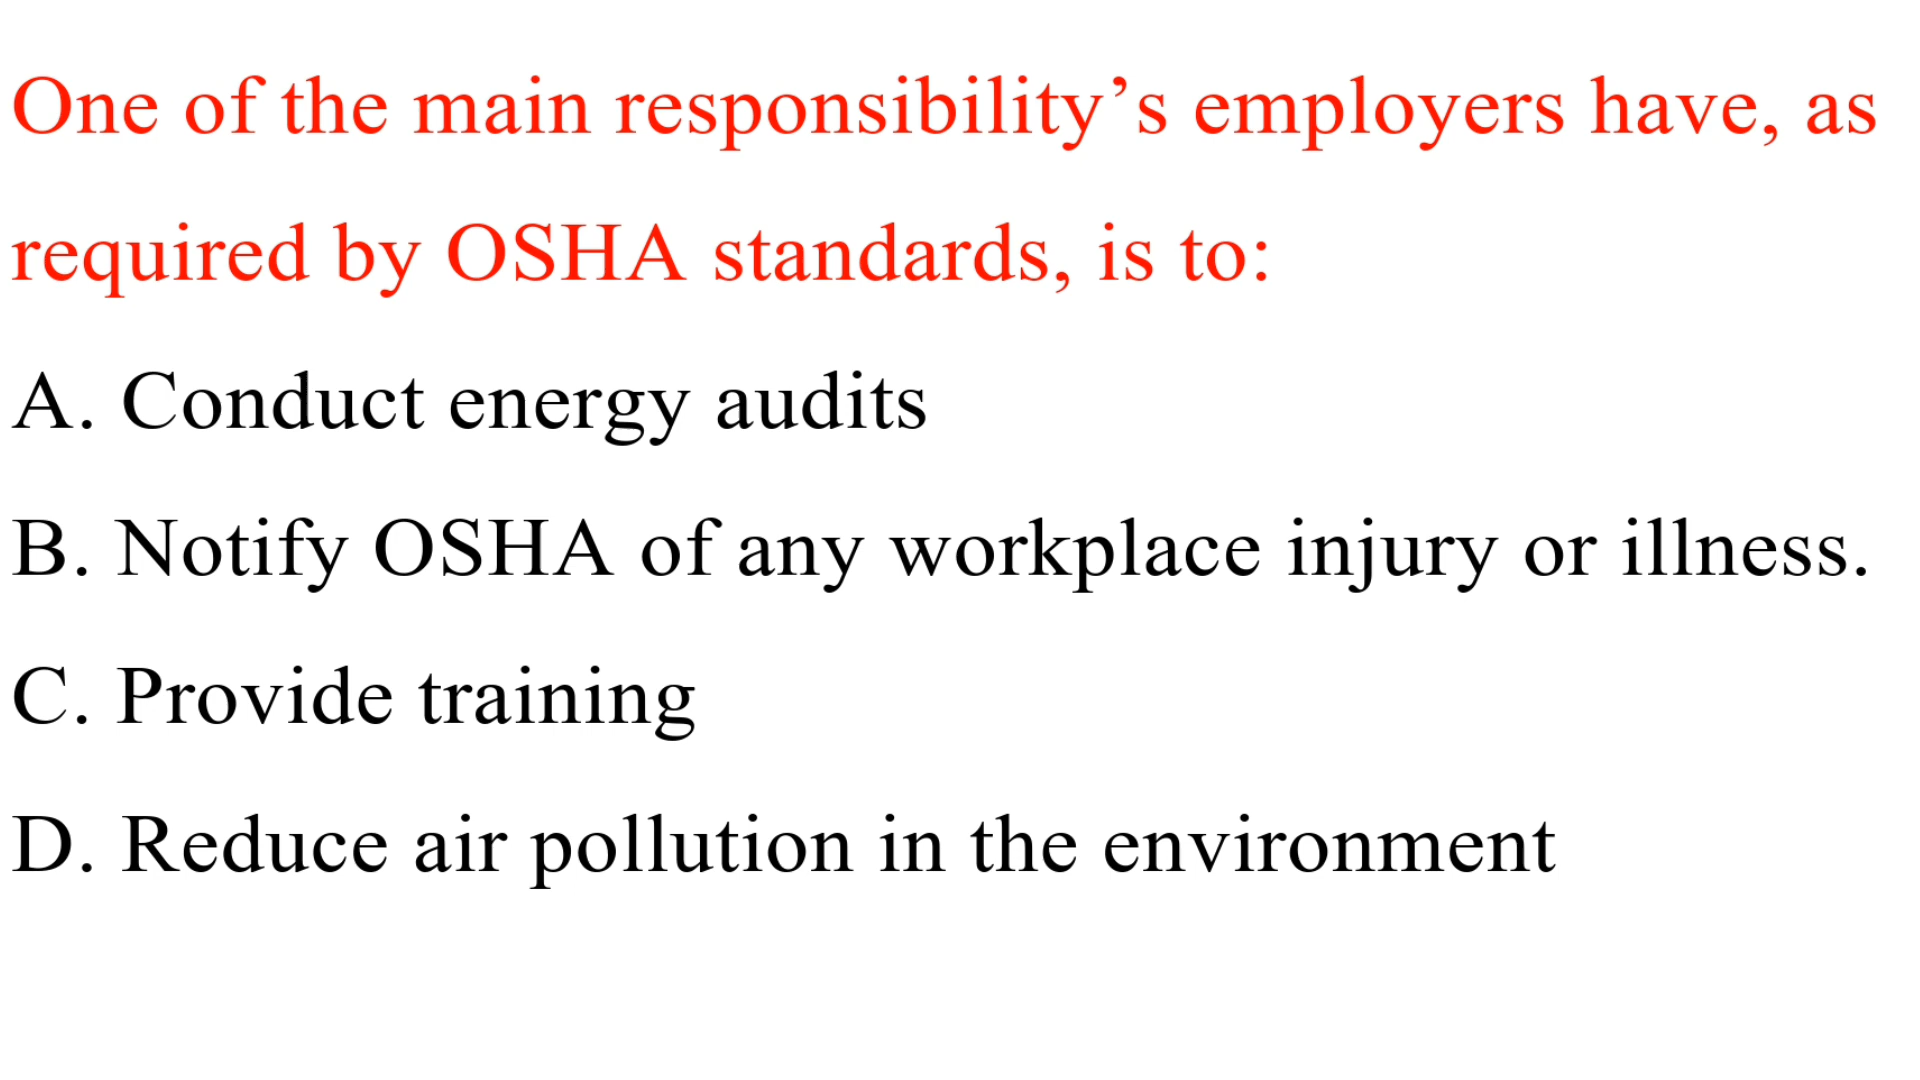 One of the main responsibility’s employers have, as
required by OSHA standards, is to:
A. Conduct energy audits
B. Notify OSHA of any workplace injury or illness.
C. Provide training
D. Reduce air pollution in the environment